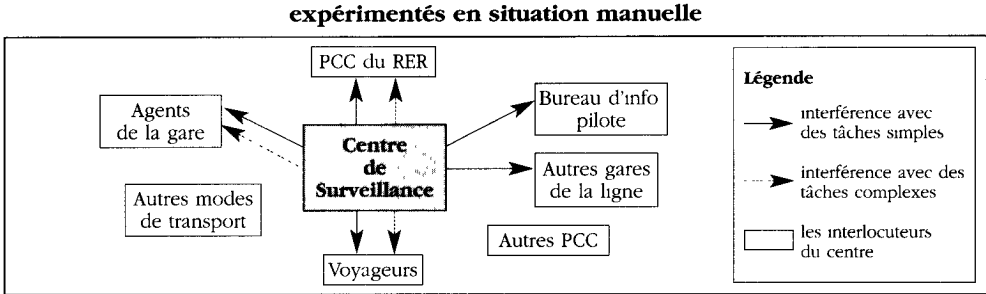 expérimentés en situation manuelle
PCC du RER
Agents
de la gare
Bureau d'info
pilote
Centre
de
Surveillance
Autres gares
de la ligne
Autres modes
de transport
Autres PCC
Voyageurs
Légende
interférence avec
des tâches simples
interférence avec des
tâches complexes
les interlocuteurs
du centre